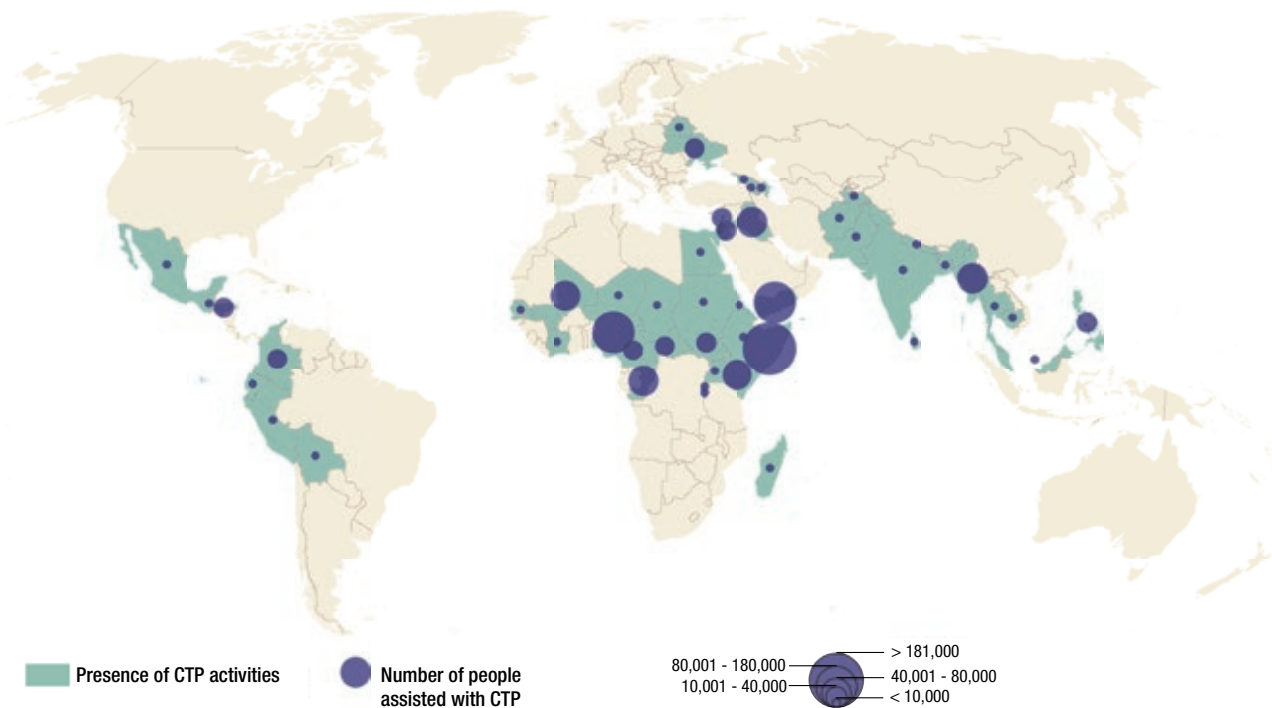 Presence of CTP activities
Number of people
assisted with CTP
> 181,000
80,001 - 180,000
40,001 - 80,000
10,001 - 40,000
< 10,000